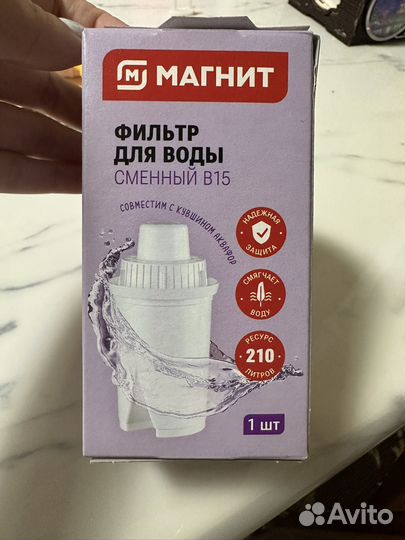 МАГНИТ
ФИЛЬТР
ДЛЯ ВОДЫ
СМЕННЫЙ В15
СОВМЕСТИМ С КУВШИНОМ АКВАФОР
НАДЕЖНАЯ
ЗАЩИТА
СМЯГЧАЕТ
ВОДУ
РЕСУРС
210
ЛИТРОВ
1 шт
Avito